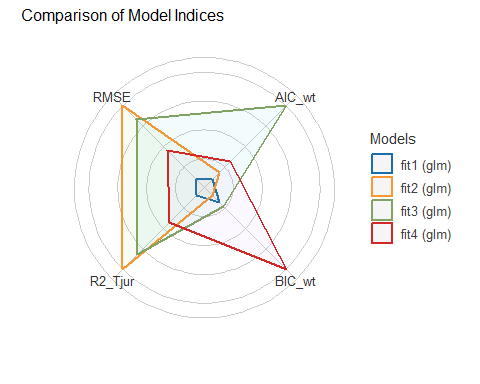 Comparison of Model Indices
RMSE
AIC_wt
R2_Tjur
BIC_wt
Models
fit1 (glm)
fit2 (glm)
fit3 (glm)
fit4 (glm)